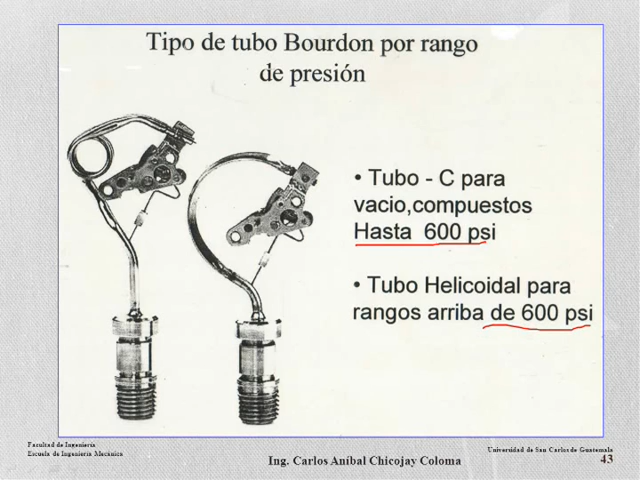 Tipo de tubo Bourdon por rango
de presión
• Tubo - C para
vacio,compuestos
Hasta 600 psi
• Tubo Helicoidal para
rangos arriba de 600 psi
Facultad de Ingeniería
Escuela de Ingeniería Mecánica
Ing. Carlos Aníbal Chicojay Coloma
Universidad de San Carlos de Guatemala
43